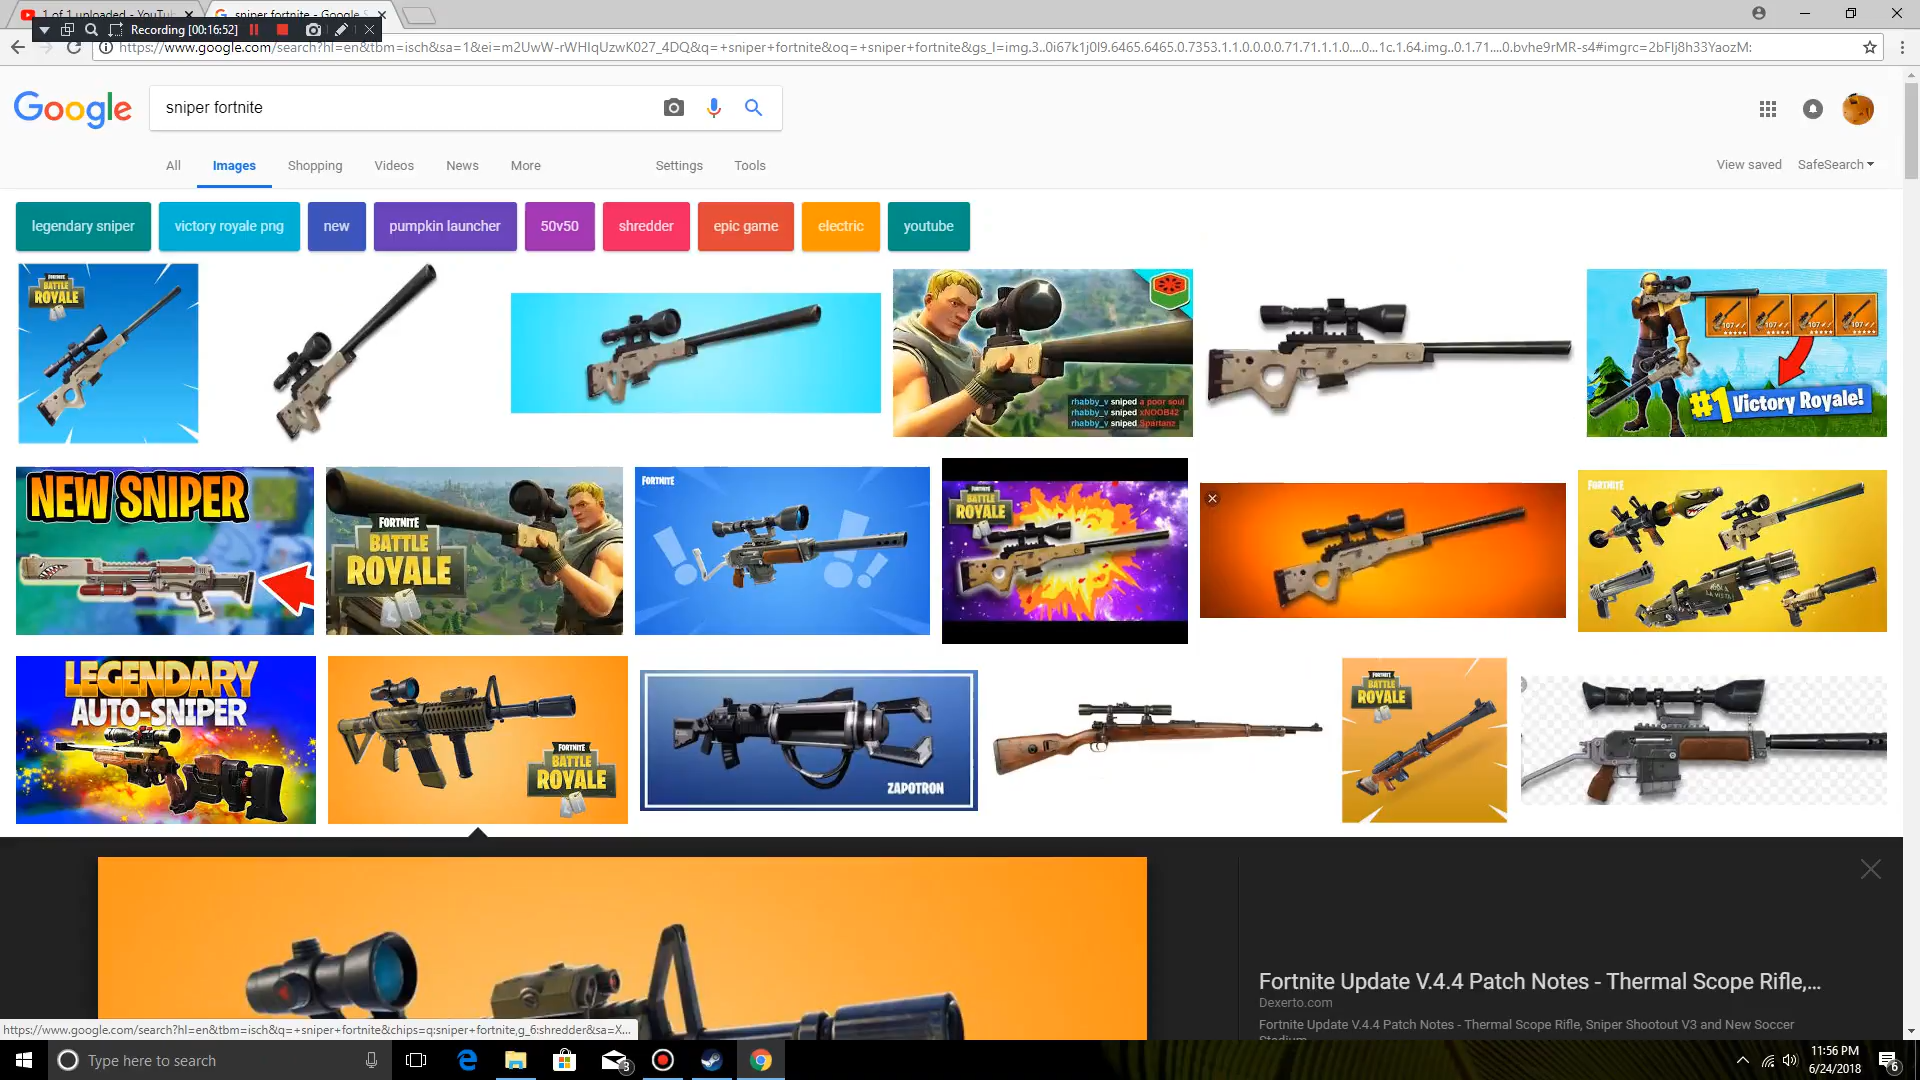 1 of 1 uploaded - YouTu
sniper fortnite - Google S
Recording [00:16:52]
https://www.google.com/search?hl=en&tbm=isch&sa=1&ei=m2UwW-rWHIqUzwK027_4DQ&q=+sniper+fortnite&oq=+sniper+fortnite&gs_l=img.3..0i67k1j0l9.6465.6465.0.7353.1.1.0.0.0.0.71.71.1.1.0....0...1c.1.64.img..0.1.71....0.bvhe9rMR-s4#imgrc=2bFIj8h33YaozM:
Google
sniper fortnite
All
Images
Shopping
Videos
News
More
Settings
Tools
View saved
SafeSearch
legendary sniper
victory royale png
new
pumpkin launcher
50v50
shredder
epic game
electric
youtube
BATTLE
ROYALE
rhabby_v sniped a poor soul
rhabby_v sniped xNOOB42
rhabby_v sniped Spartanz
107
107
107
107
#1 Victory Royale!
NEW SNIPER
FORTNITE
BATTLE
ROYALE
FORTNITE
BATTLE
ROYALE
FORTNITE
LEGENDARY
AUTO-SNIPER
FORTNITE
BATTLE
ROYALE
ZAPOTRON
BATTLE
ROYALE
Fortnite Update V.4.4 Patch Notes - Thermal Scope Rifle,...
Dexerto.com
Fortnite Update V.4.4 Patch Notes - Thermal Scope Rifle, Sniper Shootout V3 and New Soccer
Stadium
https://www.google.com/search?hl=en&tbm=isch&q=+sniper+fortnite&chips=q:sniper+fortnite,g_6:shredder&sa=X...
Type here to search
3
11:56 PM
6/24/2018
6